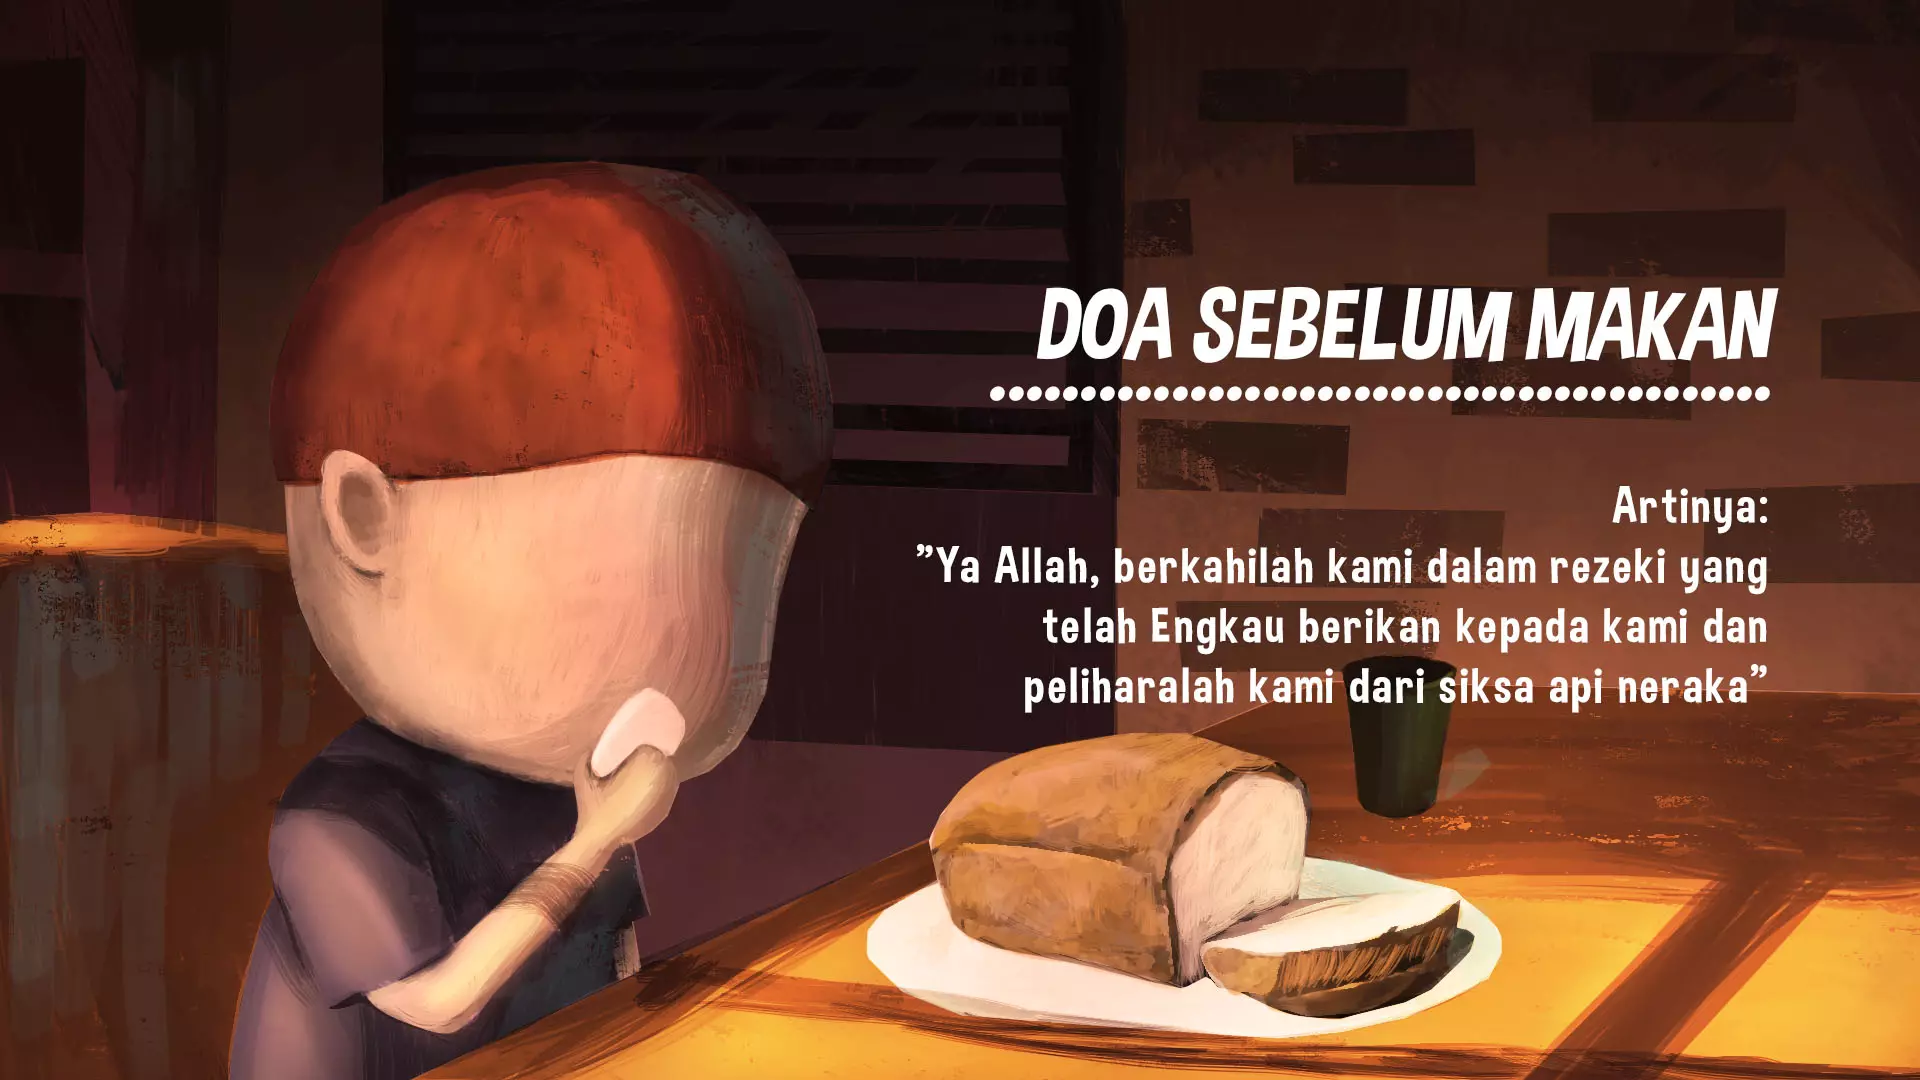 DOA SEBELUM MAKAN
Artinya:
”Ya Allah, berkahilah kami dalam rezeki yang
telah Engkau berikan kepada kami dan
peliharalah kami dari siksa api neraka”